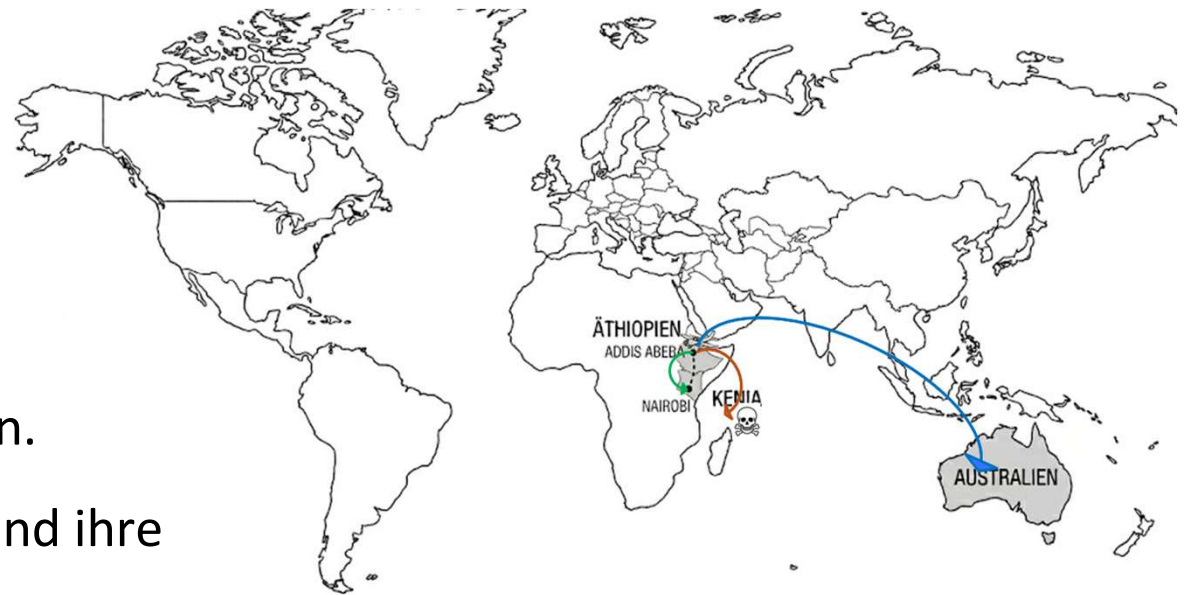 ÄTHIOPIEN
ADDIS ABEBA
KENIA
NAIROBI
n.
AUSTRALIEN
nd ihre